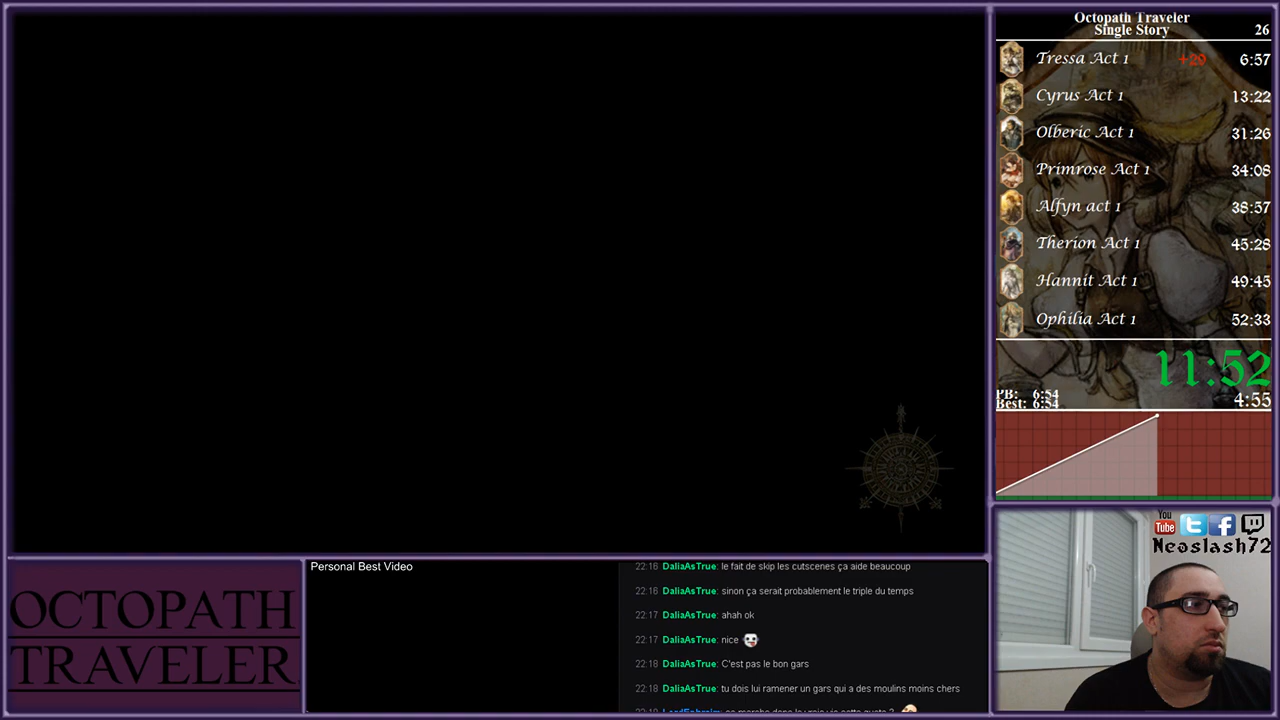 Octopath Traveler
Single Story 26
Tressa Act 1 +29 6:57
Cyrus Act 1 13:22
Olberic Act 1 31:26
Primrose Act 1 34:08
Alfyn act 1 38:57
Therion Act 1 45:28
Hannit Act 1 49:45
Ophilia Act 1 52:33
11:52
PB: 6:54
Best: 6:54 4:55
You Tube
Neoslash72
OCTOPATH
TRAVELER
Personal Best Video
22:16 DaliaAsTrue: le fait de skip les cutscenes ça aide beaucoup
22:16 DaliaAsTrue: sinon ça serait probablement le triple du temps
22:17 DaliaAsTrue: ahah ok
22:17 DaliaAsTrue: nice
22:18 DaliaAsTrue: C'est pas le bon gars
22:18 DaliaAsTrue: tu dois lui ramener un gars qui a des moulins moins chers